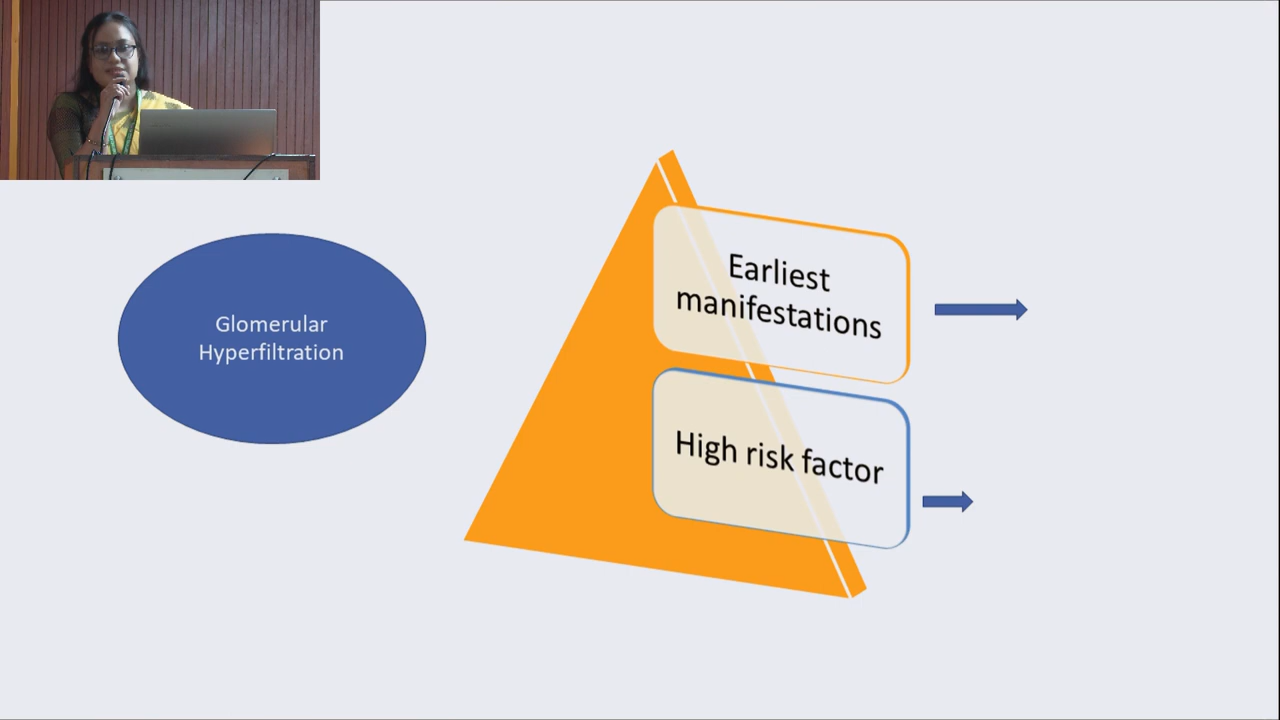 Glomerular
Hyperfiltration
Earliest
manifestations
High risk factor